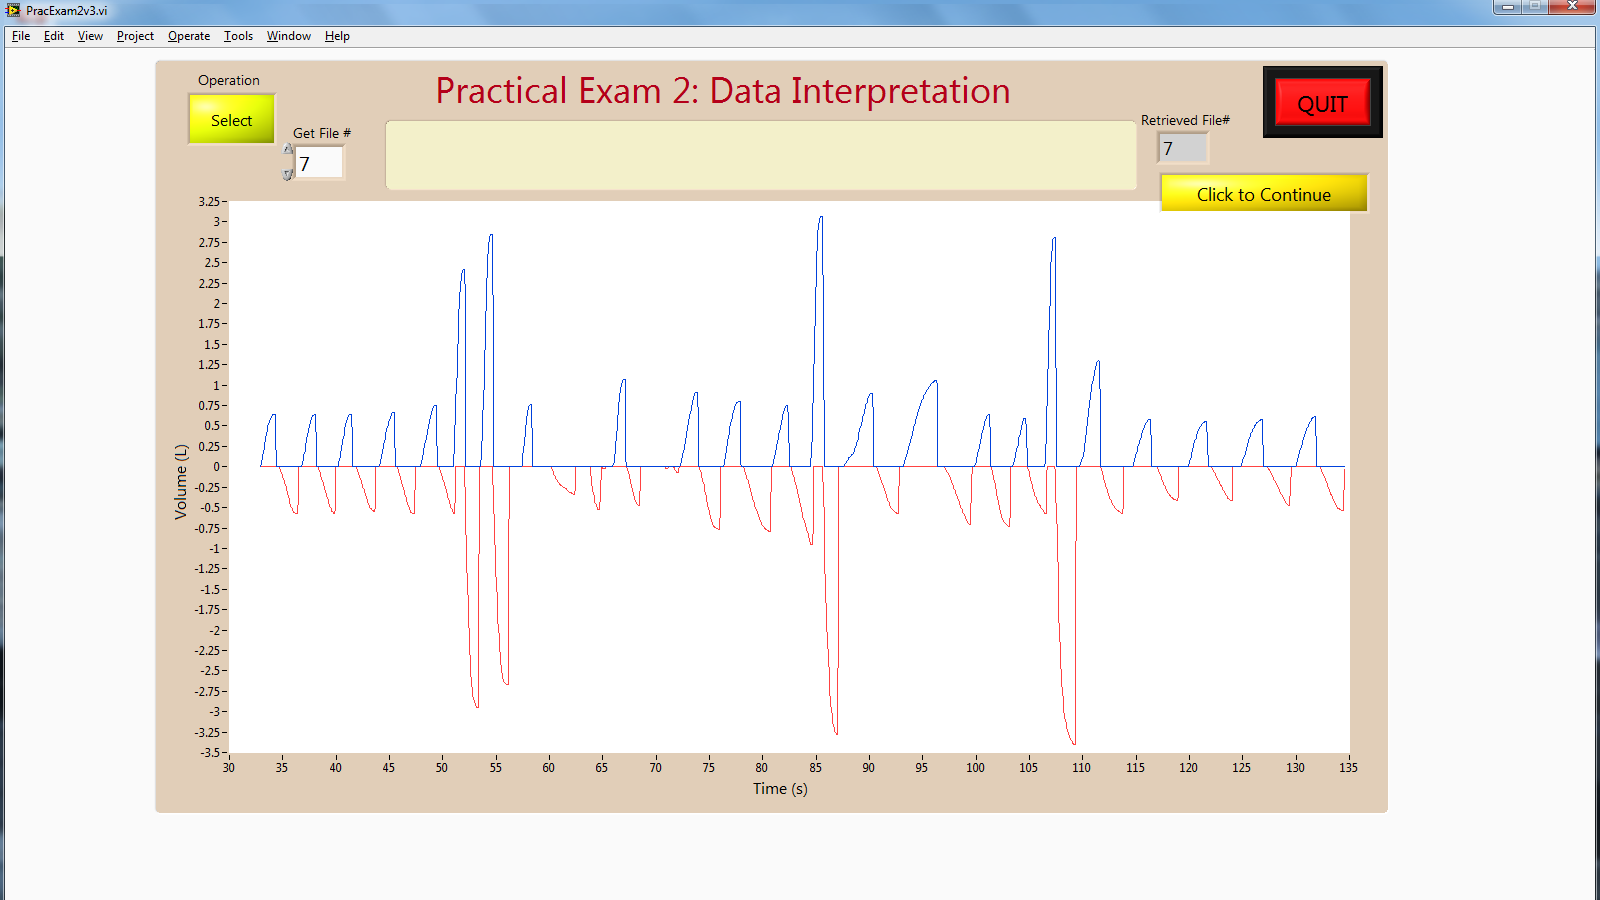 PracExam2v3.vi
File Edit View Project Operate Tools Window Help
Operation
Select
Get File #
7
Practical Exam 2: Data Interpretation
Retrieved File#
7
QUIT
Click to Continue
3.25
3
2.75
2.5
2.25
2
1.75
1.5
1.25
1
0.75
0.5
0.25
0
-0.25
-0.5
-0.75
-1
-1.25
-1.5
-1.75
-2
-2.25
-2.5
-2.75
-3
-3.25
-3.5
Volume (L)
30 35 40 45 50 55 60 65 70 75 80 85 90 95 100 105 110 115 120 125 130 135
Time (s)